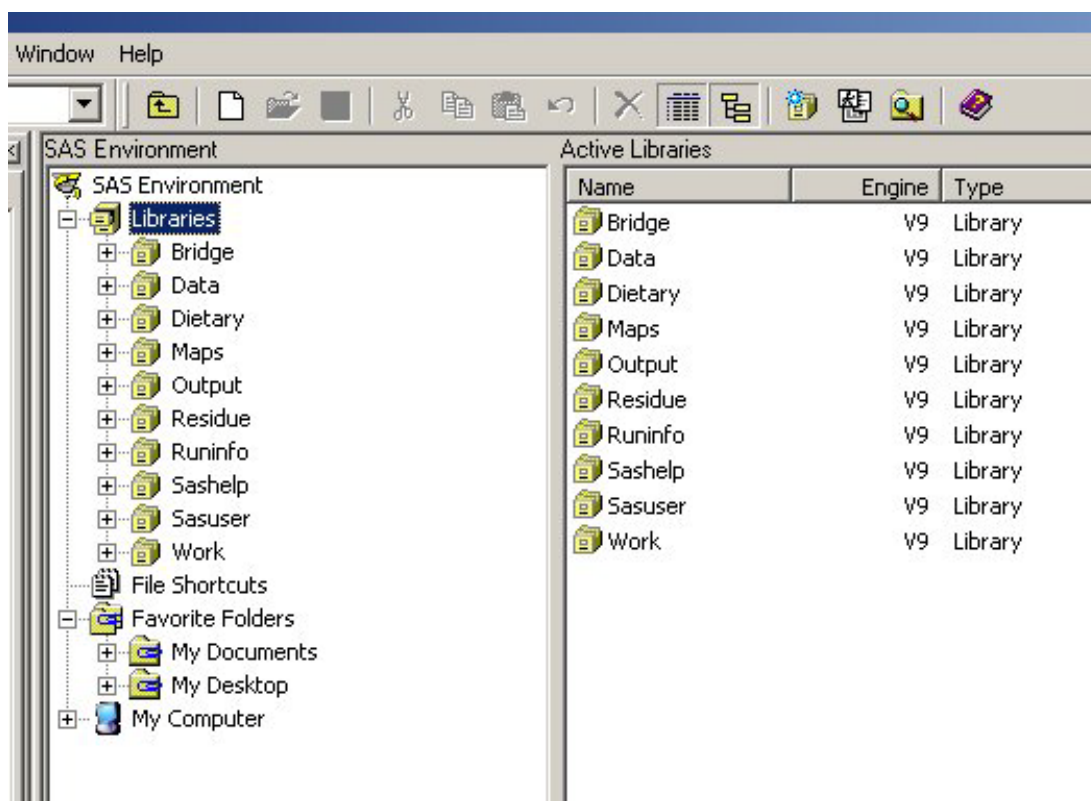 Window Help
SAS Environment
SAS Environment
Libraries
Bridge
Data
Dietary
Maps
Output
Residue
Runinfo
Sashelp
Sasuser
Work
File Shortcuts
Favorite Folders
My Documents
My Desktop
My Computer
Active Libraries
Name Engine Type
Bridge V9 Library
Data V9 Library
Dietary V9 Library
Maps V9 Library
Output V9 Library
Residue V9 Library
Runinfo V9 Library
Sashelp V9 Library
Sasuser V9 Library
Work V9 Library